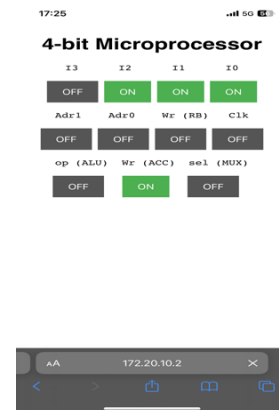 17:25 5G
4-bit Microprocessor
I3 I2 I1 I0
OFF ON ON ON
Adr1 Adr0 Wr (RB) Clk
OFF OFF OFF OFF
op (ALU) Wr (ACC) sel (MUX)
OFF ON OFF
AA 172.20.10.2